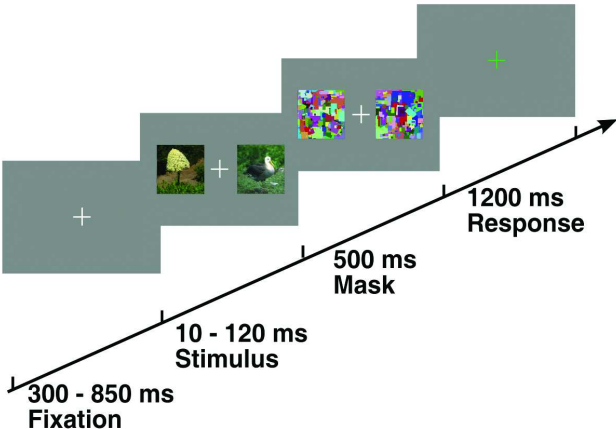 1200 ms
Response
500 ms
Mask
10 - 120 ms
Stimulus
300 - 850 ms
Fixation